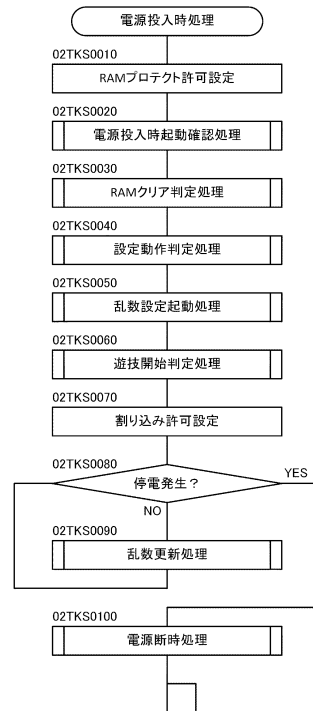 電源投入時処理
02TKS0010
RAMプロテクト許可設定
02TKS0020
電源投入時起動確認処理
02TKS0030
RAMクリア判定処理
02TKS0040
設定動作判定処理
02TKS0050
乱数設定起動処理
02TKS0060
遊技開始判定処理
02TKS0070
割り込み許可設定
02TKS0080
停電発生？
YES
NO
02TKS0090
乱数更新処理
02TKS0100
電源断時処理